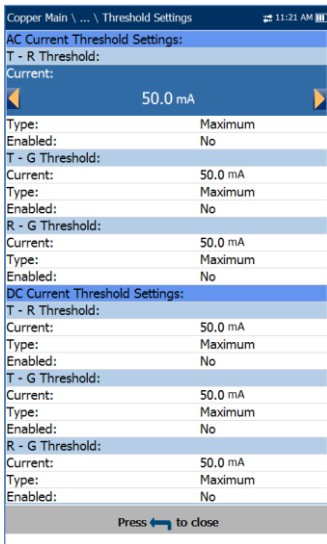 Copper Main \ ... \ Threshold Settings 11:21 AM
AC Current Threshold Settings:
T - R Threshold:
Current:
50.0 mA
Type: Maximum
Enabled: No
T - G Threshold:
Current: 50.0 mA
Type: Maximum
Enabled: No
R - G Threshold:
Current: 50.0 mA
Type: Maximum
Enabled: No
DC Current Threshold Settings:
T - R Threshold:
Current: 50.0 mA
Type: Maximum
Enabled: No
T - G Threshold:
Current: 50.0 mA
Type: Maximum
Enabled: No
R - G Threshold:
Current: 50.0 mA
Type: Maximum
Enabled: No
Press to close